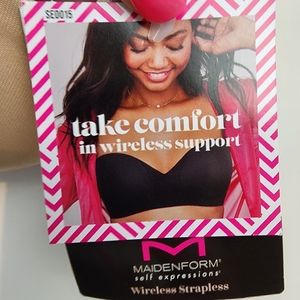 SE0015
take comfort
in wireless support
M
MAIDENFORM®
self expressions®
Wireless Strapless